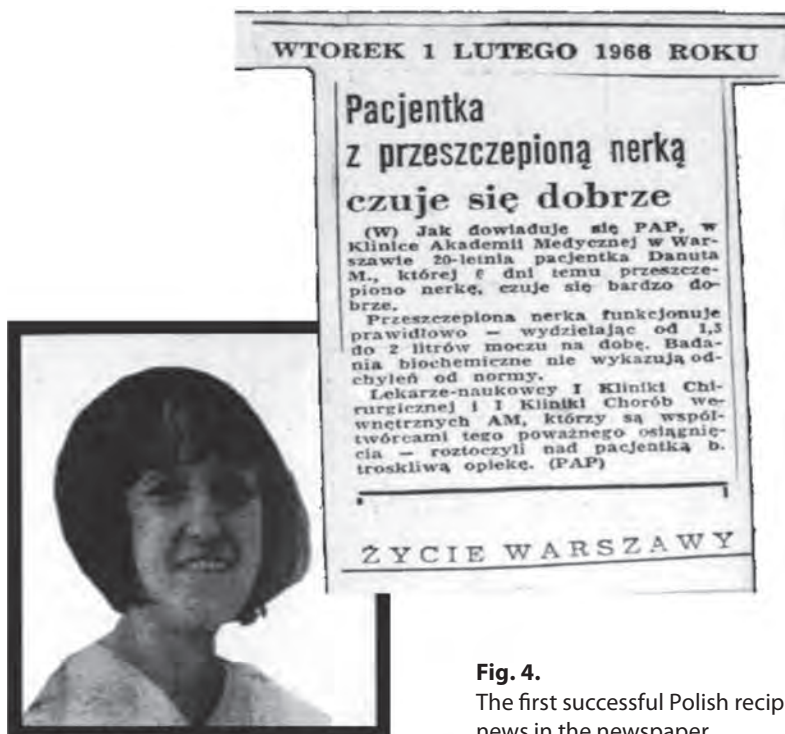 WTOREK 1 LUTEGO 1966 ROKU
Pacjentka
z przeszczepioną nerką
czuje się dobrze
(W) Jak dowiaduje się PAP, w
Klinice Akademii Medycznej w War-
szawie 20-letnia pacjentka Danuta
M., której dni temu przeszcze-
piono nerkę, czuje się bardzo do-
brze.
Przeszczepiona nerka funkcjonuje
prawidłowo — wydzielając od 1,5
do 2 litrów moczu na dobę. Bada-
nia biochemiczne nie wykazują od-
chyleń od normy.
Lekarze-naukowcy I Kliniki Chi-
rurgicznej i I Kliniki Chorób we-
wnętrznych AM, którzy są współ-
twórcami tego poważnego osiągnię-
cia — roztoczyli nad pacjentką b.
troskliwą opiekę. (PAP)
ŻYCIE WARSZAWY
Fig. 4.
The first successful Polish recip
news in the newspaper